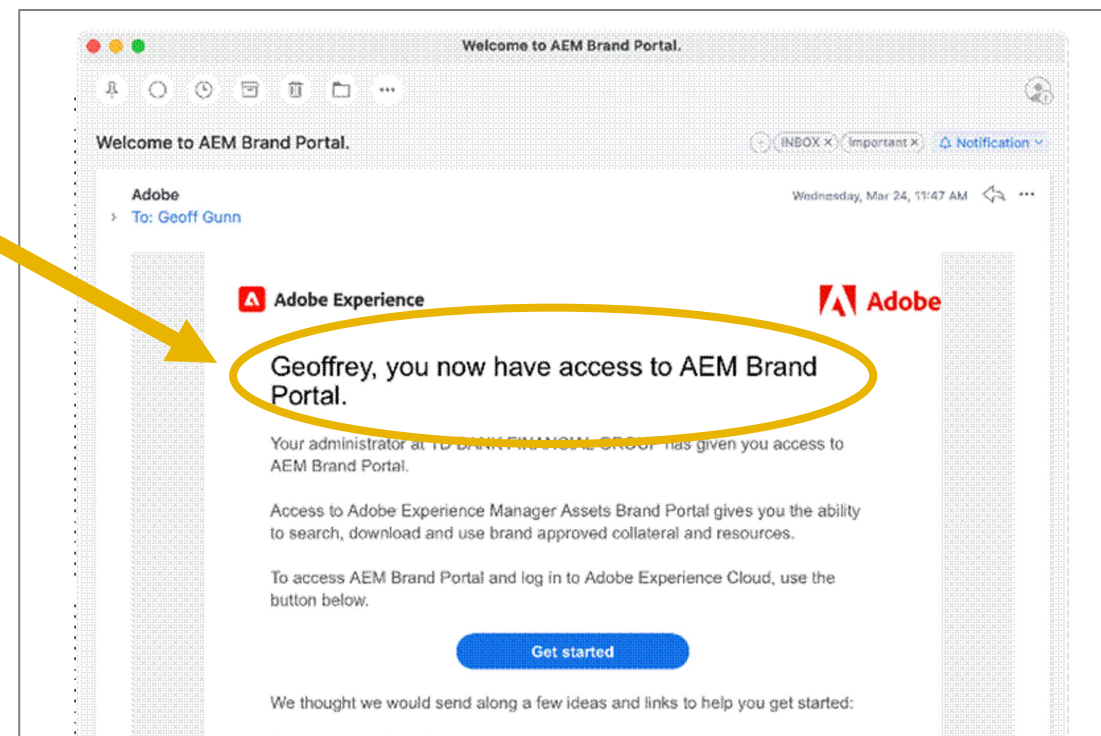 Welcome to AEM Brand Portal.
Welcome to AEM Brand Portal.
INBOX × Important × Notification
Adobe
Wednesday, Mar 24, 11:47 AM
To: Geoff Gunn
Adobe Experience
Adobe
Geoffrey, you now have access to AEM Brand
Portal.
Your administrator at TD BANK FINANCIAL GROUP has given you access to
AEM Brand Portal.
Access to Adobe Experience Manager Assets Brand Portal gives you the ability
to search, download and use brand approved collateral and resources.
To access AEM Brand Portal and log in to Adobe Experience Cloud, use the
button below.
Get started
We thought we would send along a few ideas and links to help you get started: